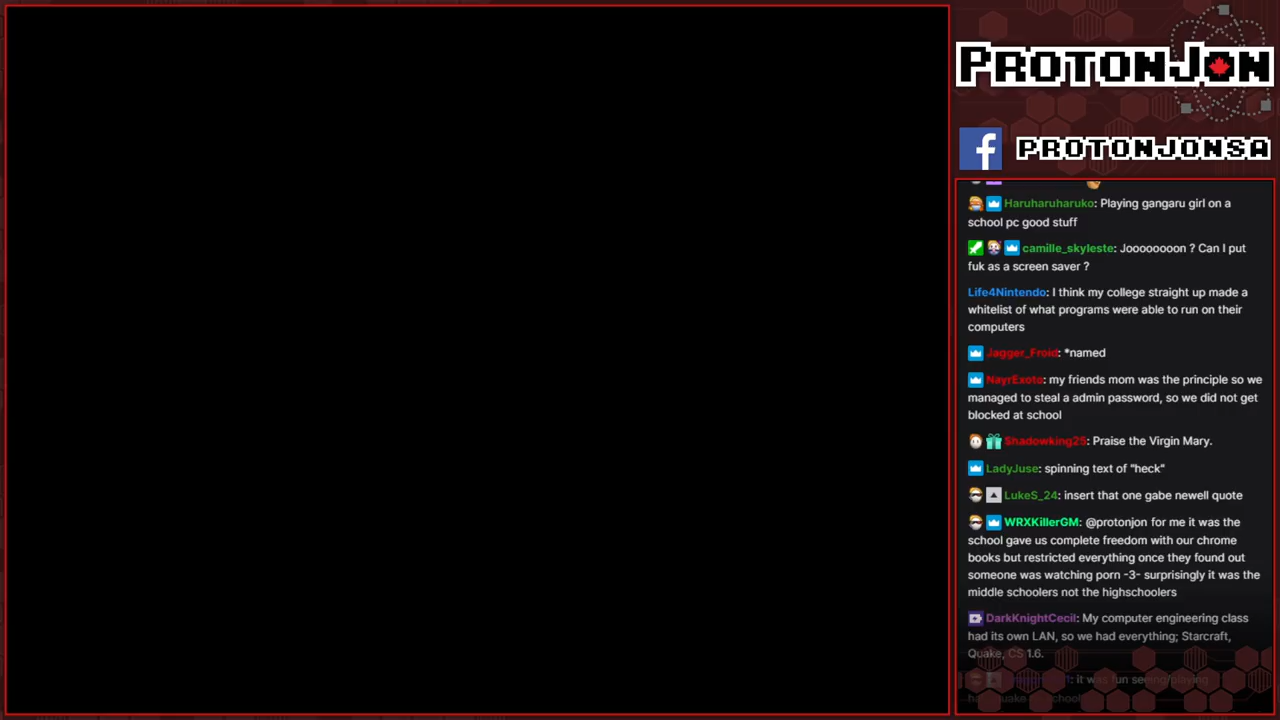 PROTONJON
PROTONJONSA
Haruharuharuko: Playing gangaru girl on a
school pc good stuff
camille_skyleste: Joooooooon ? Can I put
fuk as a screen saver ?
Life4Nintendo: I think my college straight up made a
whitelist of what programs were able to run on their
computers
Jagger_Froid: *named
NayrExoto: my friends mom was the principle so we
managed to steal a admin password, so we did not get
blocked at school
Shadowking25: Praise the Virgin Mary.
LadyJuse: spinning text of "heck"
LukeS_24: insert that one gabe newell quote
WRXKillerGM: @protonjon for me it was the
school gave us complete freedom with our chrome
books but restricted everything once they found out
someone was watching porn -3- surprisingly it was the
middle schoolers not the highschoolers
DarkKnightCecil: My computer engineering class
had its own LAN, so we had everything; Starcraft,
Quake, CS 1.6.
it was fun seeing/playing